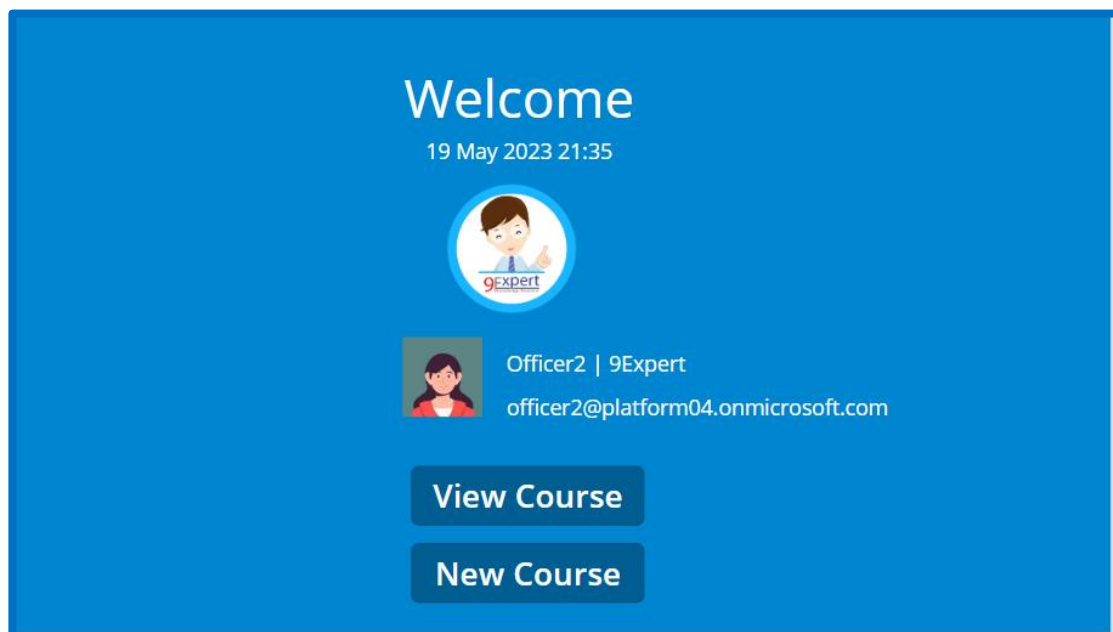 Welcome
19 May 2023 21:35
9Expert
Officer2 | 9Expert
officer2@platform04.onmicrosoft.com
View Course
New Course